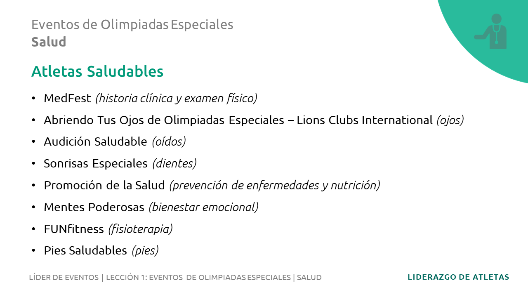 Eventos de Olimpiadas Especiales
Salud
Atletas Saludables
• MedFest (historia clínica y examen físico)
• Abriendo Tus Ojos de Olimpiadas Especiales – Lions Clubs International (ojos)
• Audición Saludable (oídos)
• Sonrisas Especiales (dientes)
• Promoción de la Salud (prevención de enfermedades y nutrición)
• Mentes Poderosas (bienestar emocional)
• FUNfitness (fisioterapia)
• Pies Saludables (pies)
LÍDER DE EVENTOS | LECCIÓN 1: EVENTOS DE OLIMPIADAS ESPECIALES | SALUD
LIDERAZGO DE ATLETAS